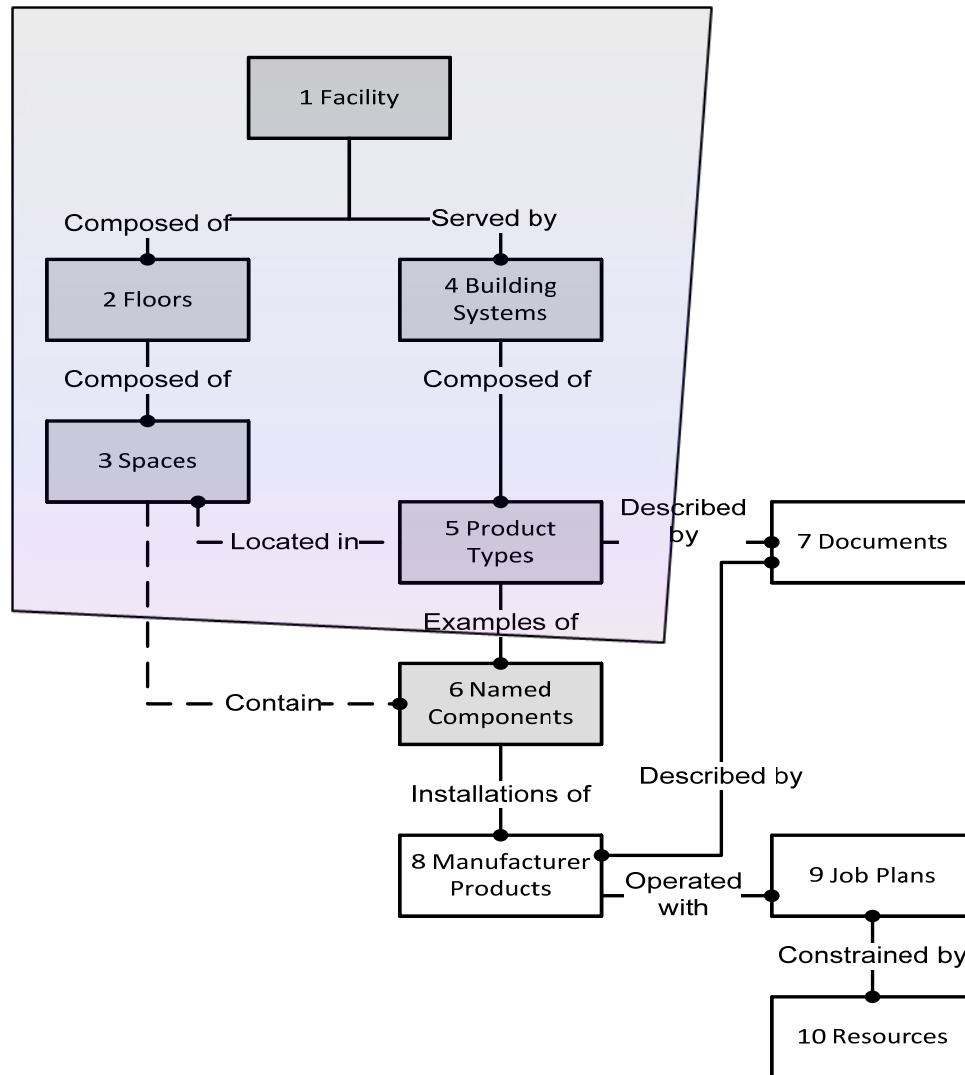 1 Facility
Composed of
Served by
2 Floors
4 Building
Systems
Composed of
Composed of
3 Spaces
Located in
5 Product
Types
Described
by
7 Documents
Examples of
6 Named
Components
Contain
Installations of
Described by
8 Manufacturer
Products
Operated
with
9 Job Plans
Constrained by
10 Resources